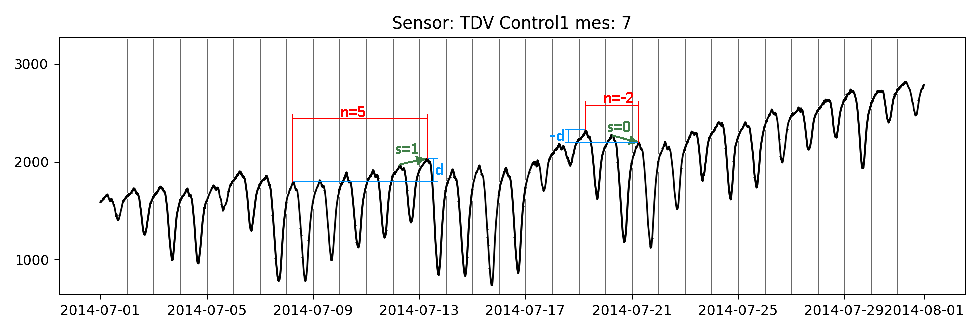 Sensor: TDV Control1 mes: 7
3000
2000
1000
n=5
s=1
d
n=-2
-d
s=0
2014-07-01
2014-07-05
2014-07-09
2014-07-13
2014-07-17
2014-07-21
2014-07-25
2014-07-29
2014-08-01